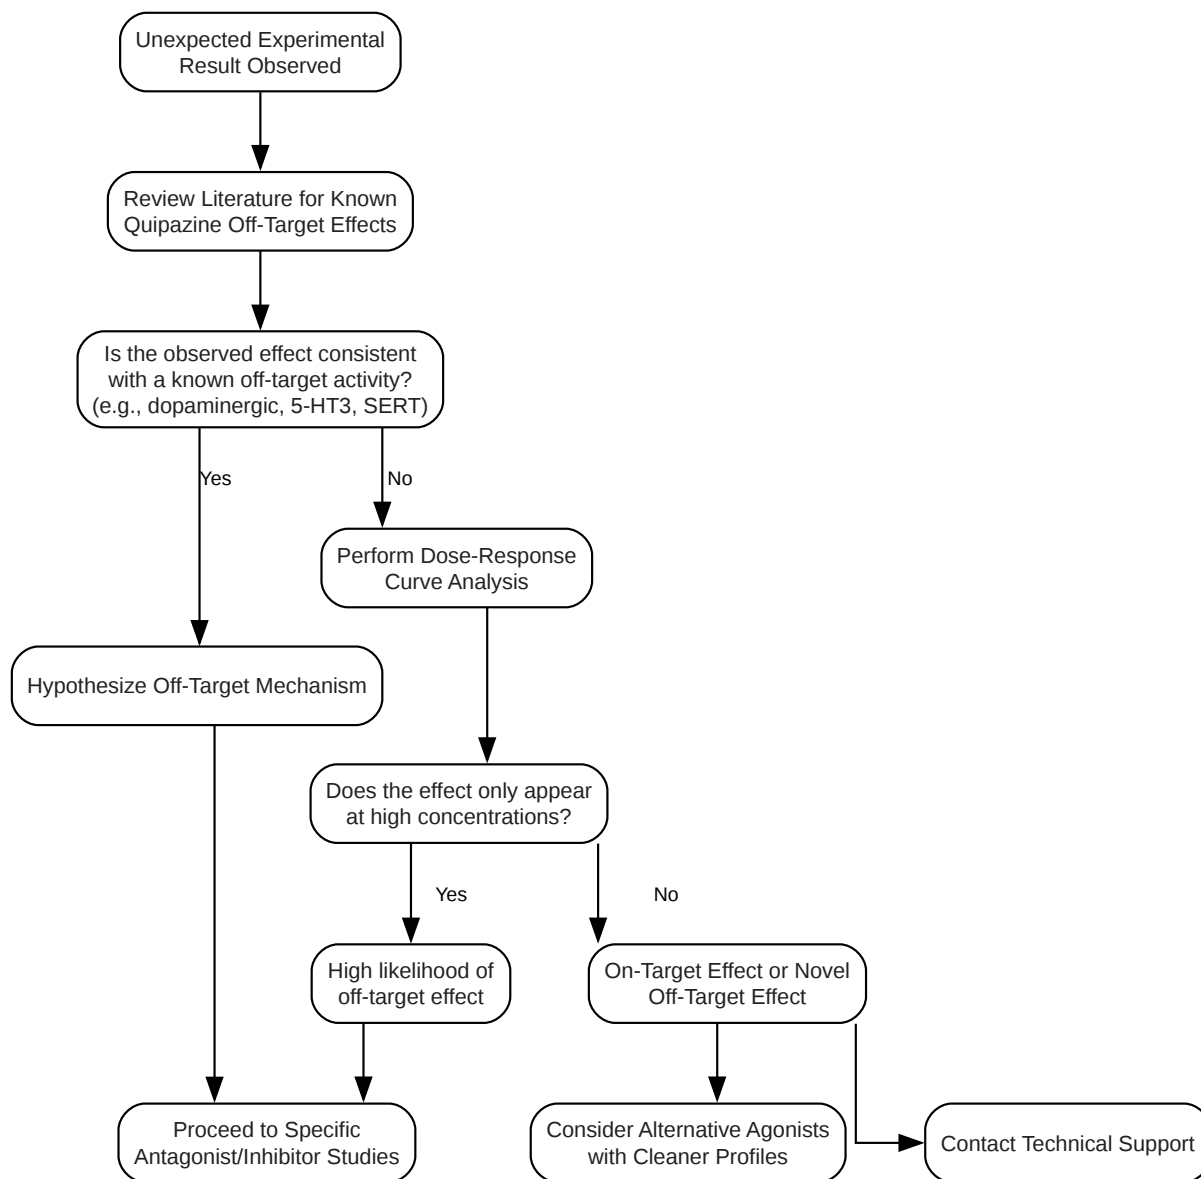 Unexpected Experimental
Result Observed
Review Literature for Known
Quipazine Off-Target Effects
Is the observed effect consistent
with a known off-target activity?
(e.g., dopaminergic, 5-HT3, SERT)
Yes
No
Perform Dose-Response
Curve Analysis
Hypothesize Off-Target Mechanism
Does the effect only appear
at high concentrations?
Yes
No
High likelihood of
off-target effect
On-Target Effect or Novel
Off-Target Effect
Proceed to Specific
Antagonist/Inhibitor Studies
Consider Alternative Agonists
with Cleaner Profiles
Contact Technical Support